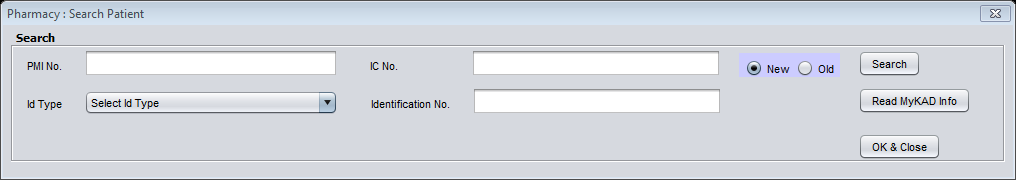 Pharmacy : Search Patient
Search
PMI No. IC No. New Old Search
Id Type Select Id Type Identification No. Read MyKAD Info
OK & Close